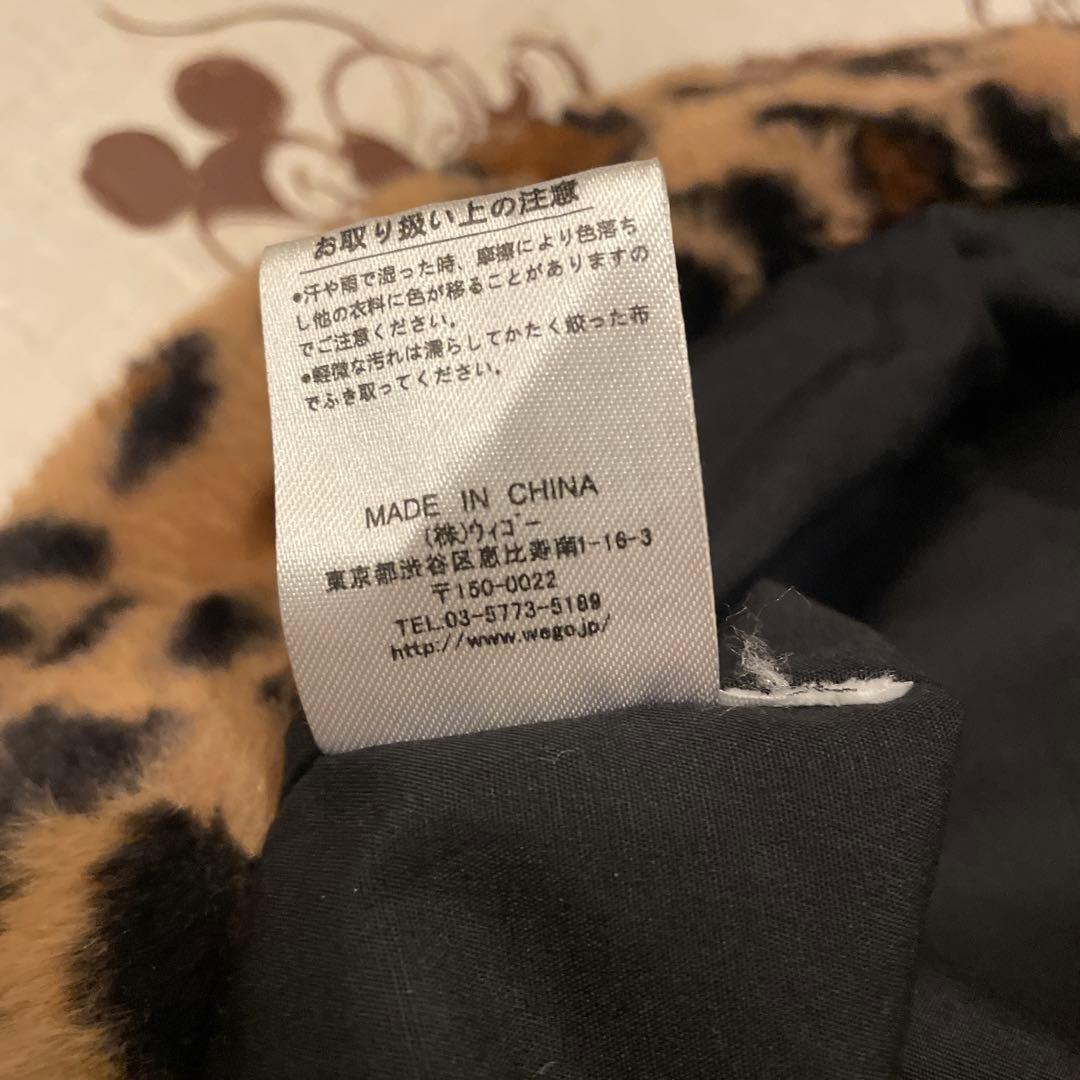 お取り扱い上の注意
•汗や雨で湿った時、摩擦により色落ち
し他の衣料に色が移ることがありますの
でご注意ください。
•軽微な汚れは濡らしてかたく絞った布
でふき取ってください。
MADE IN CHINA
(株)ウィゴー
東京都渋谷区恵比寿南1-16-3
〒150-0022
TEL.03-5773-5189
http://www.wego.jp/